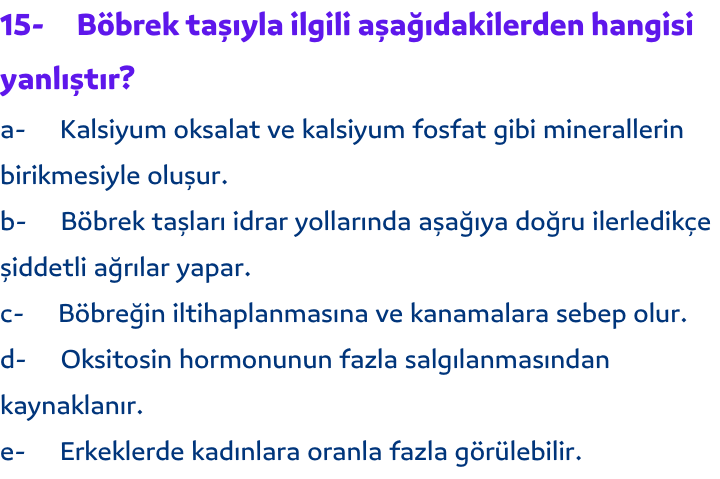 15- Böbrek taşıyla ilgili aşağıdakilerden hangisi
yanlıştır?
a- Kalsiyum oksalat ve kalsiyum fosfat gibi minerallerin
birikmesiyle oluşur.
b- Böbrek taşları idrar yollarında aşağıya doğru ilerledikçe
şiddetli ağrılar yapar.
c- Böbreğin iltihaplanmasına ve kanamalara sebep olur.
d- Oksitosin hormonunun fazla salgılanmasından
kaynaklanır.
e- Erkeklerde kadınlara oranla fazla görülebilir.